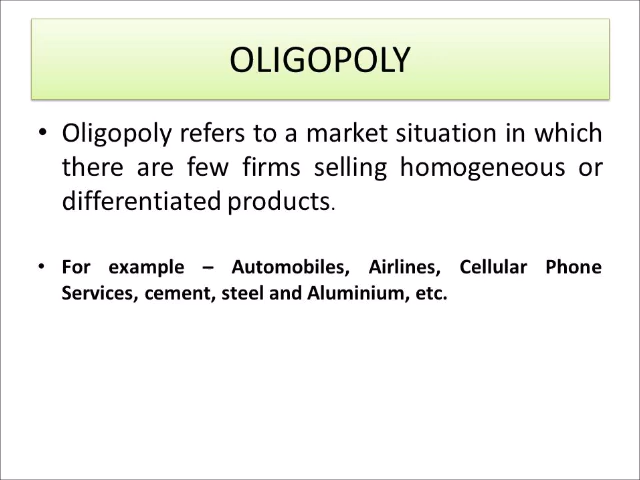 OLIGOPOLY
• Oligopoly refers to a market situation in which
there are few firms selling homogeneous or
differentiated products.
• For example – Automobiles, Airlines, Cellular Phone
Services, cement, steel and Aluminium, etc.